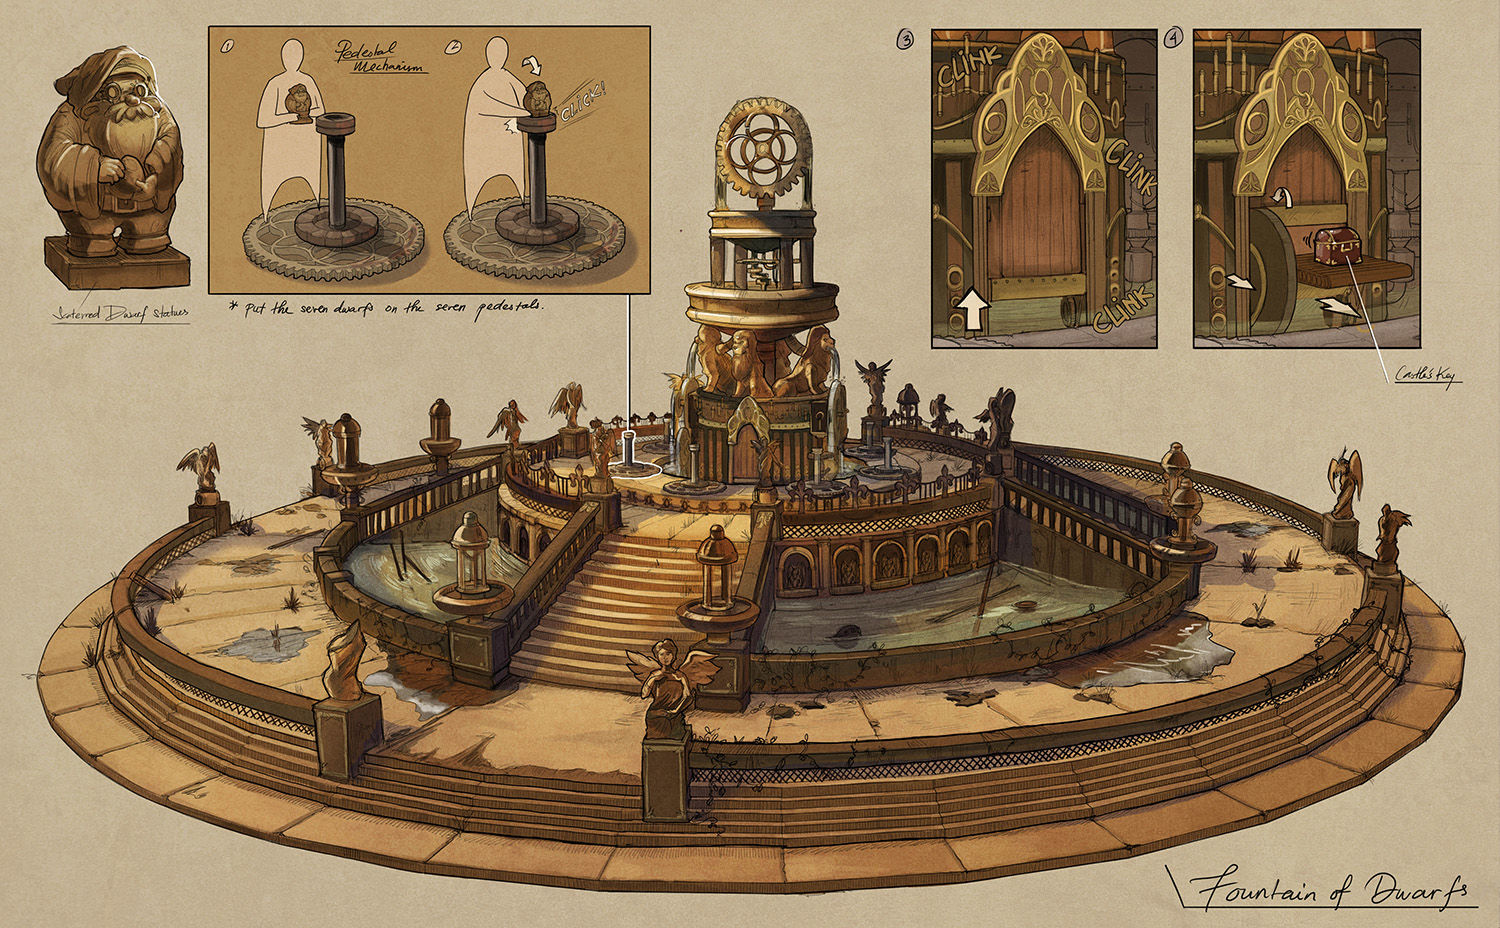 1
Pedestal
Mechanism
2
CLICK!
* Put the seven dwarfs on the seven pedestals.
Dwarf Statues
3
CLINK
CLINK
CLINK
4
Castle's Key
Fountain of Dwarfs